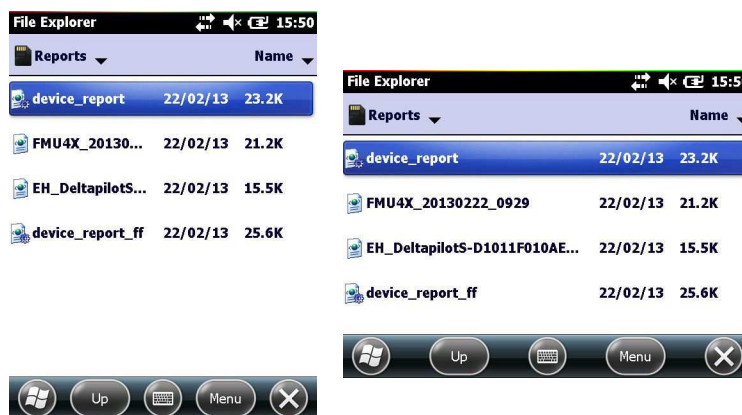 File Explorer 15:50
Reports Name
device_report 22/02/13 23.2K
FMU4X_20130... 22/02/13 21.2K
EH_DeltapilotS... 22/02/13 15.5K
device_report_ff 22/02/13 25.6K
Up Menu
File Explorer 15:5
Reports Name
device_report 22/02/13 23.2K
FMU4X_20130222_0929 22/02/13 21.2K
EH_DeltapilotS-D1011F010AE... 22/02/13 15.5K
device_report_ff 22/02/13 25.6K
Up Menu